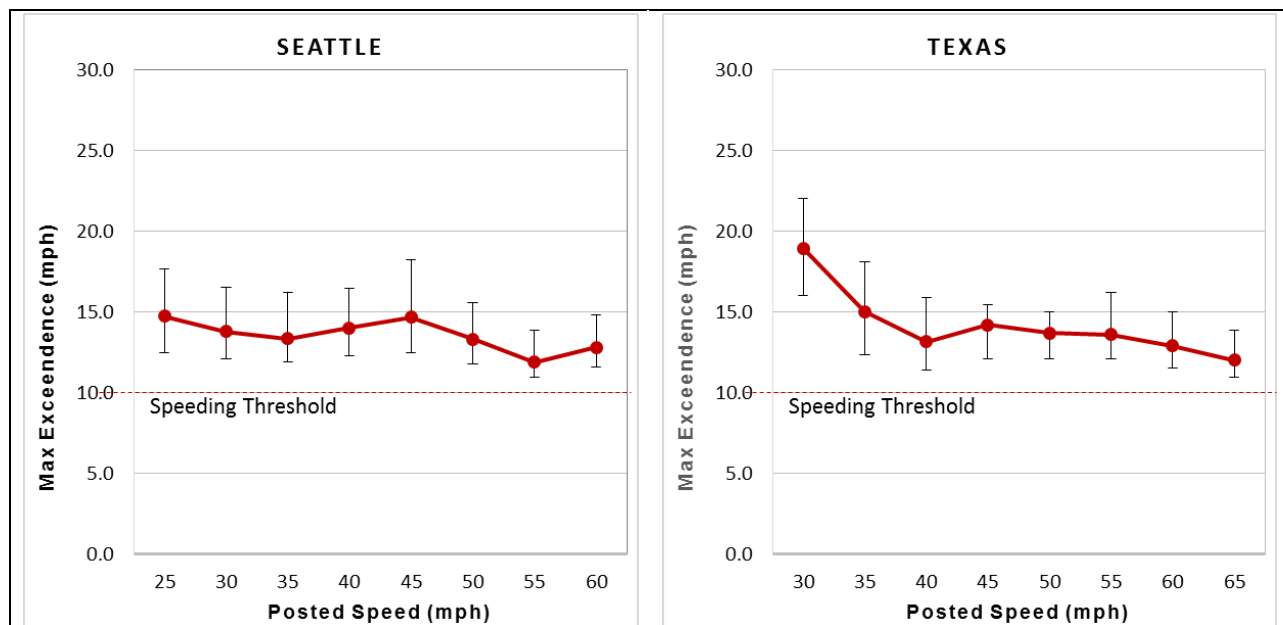 SEATTLE
30.0
25.0
20.0
15.0
10.0
5.0
0.0
Max Exceendence (mph)
Speeding Threshold
25 30 35 40 45 50 55 60
Posted Speed (mph)
TEXAS
30.0
25.0
20.0
15.0
10.0
5.0
0.0
Max Exceendence (mph)
Speeding Threshold
30 35 40 45 50 55 60 65
Posted Speed (mph)